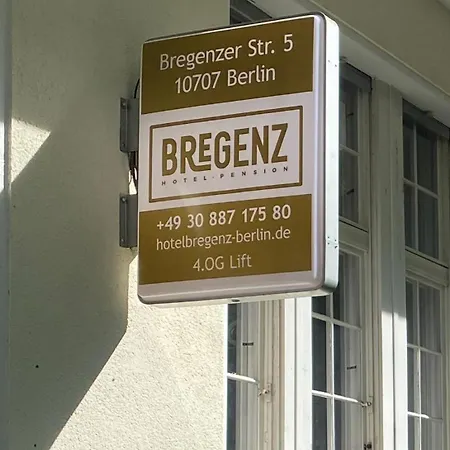 Bregenzer Str. 5
10707 Berlin
BREGENZ
HOTEL-PENSION
+49 30 887 175 80
hotelbregenz-berlin.de
4.OG Lift